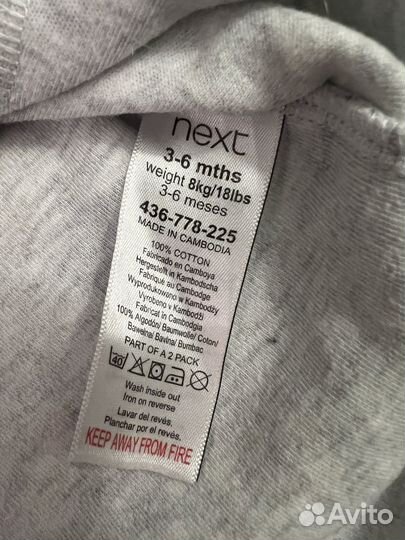 next
3-6 mths
weight 8kg/18lbs
3-6 meses
436-778-225
MADE IN CAMBODIA
100% COTTON
Fabricado en Camboya
Hergestellt in Kambodscha
Fabriqué au Cambodge
Wyprodukowano w Kambodży
Vyrobeno v Kambodži
Fabricat in Cambodgia
100% Algodón/ Baumwolle/ Coton/
Bawełna/ Bavlna/ Bumbac
PART OF A 2 PACK
40
Wash inside out
Iron on reverse
Lavar del revés.
Planchar por el revés.
KEEP AWAY FROM FIRE
Avito